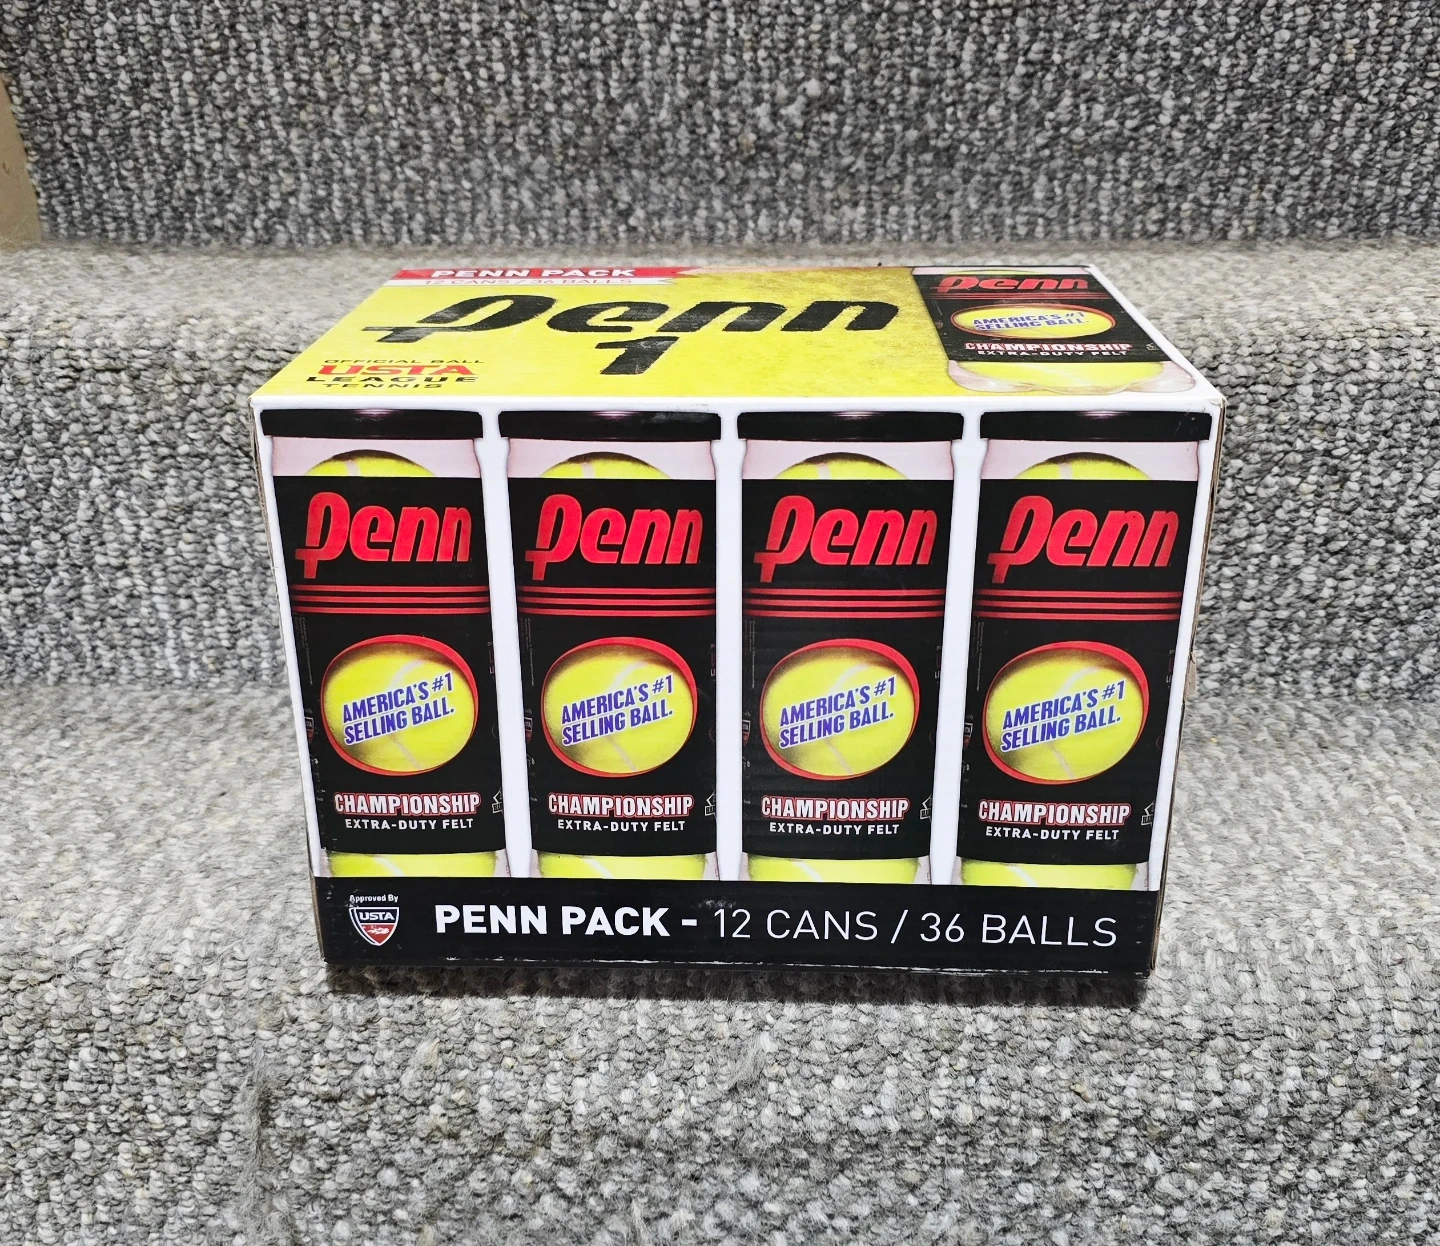 PENN PACK
12 CANS / 36 BALLS
Penn
1
OFFICIAL BALL
USTA
LEAGUE
TENNIS
Penn
AMERICA'S #1
SELLING BALL.
CHAMPIONSHIP
EXTRA-DUTY FELT
Penn
AMERICA'S #1
SELLING BALL.
CHAMPIONSHIP
EXTRA-DUTY FELT
Penn
AMERICA'S #1
SELLING BALL.
CHAMPIONSHIP
EXTRA-DUTY FELT
Penn
AMERICA'S #1
SELLING BALL.
CHAMPIONSHIP
EXTRA-DUTY FELT
Penn
AMERICA'S #1
SELLING BALL.
CHAMPIONSHIP
EXTRA-DUTY FELT
Approved By
USTA
PENN PACK - 12 CANS / 36 BALLS